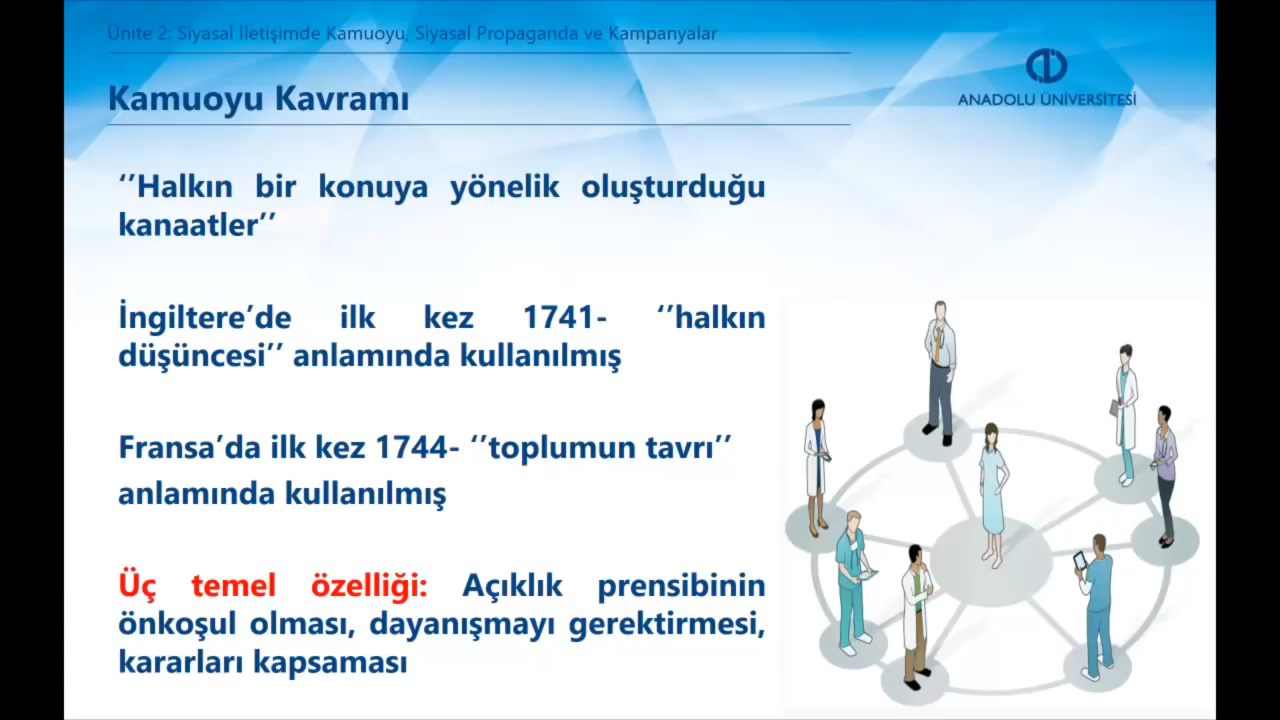 Ünite 2: Siyasal İletişimde Kamuoyu, Siyasal Propaganda ve Kampanyalar
Kamuoyu Kavramı
ANADOLU ÜNİVERSİTESİ
‘’Halkın bir konuya yönelik oluşturduğu
kanaatler’’
İngiltere’de ilk kez 1741- ‘’halkın
düşüncesi’’ anlamında kullanılmış
Fransa’da ilk kez 1744- ‘’toplumun tavrı’’
anlamında kullanılmış
Üç temel özelliği: Açıklık prensibinin
önkoşul olması, dayanışmayı gerektirmesi,
kararları kapsaması